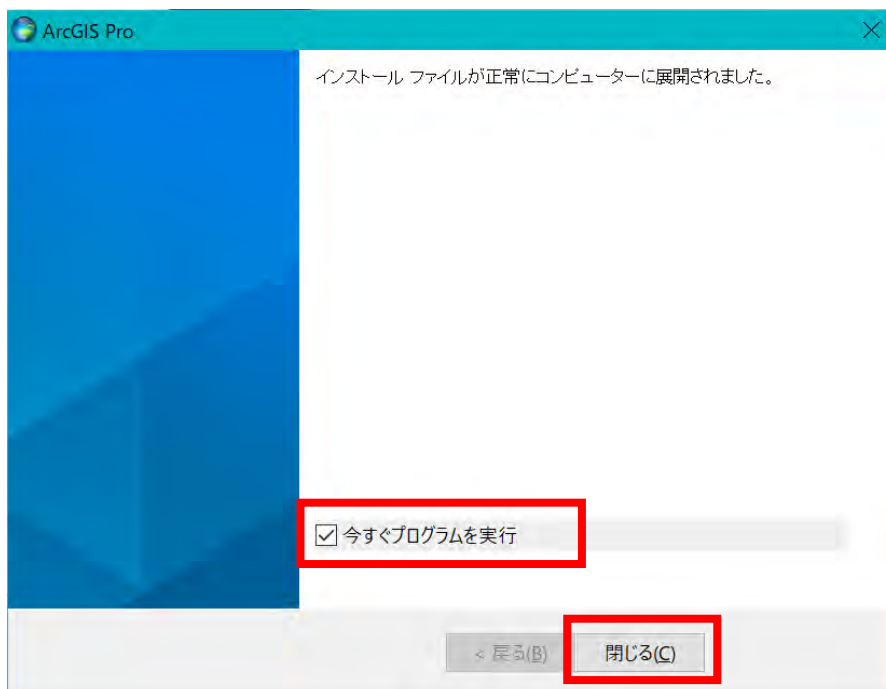 ArcGIS Pro
インストール ファイルが正常にコンピューターに展開されました。
今すぐプログラムを実行
< 戻る(B)
閉じる(C)